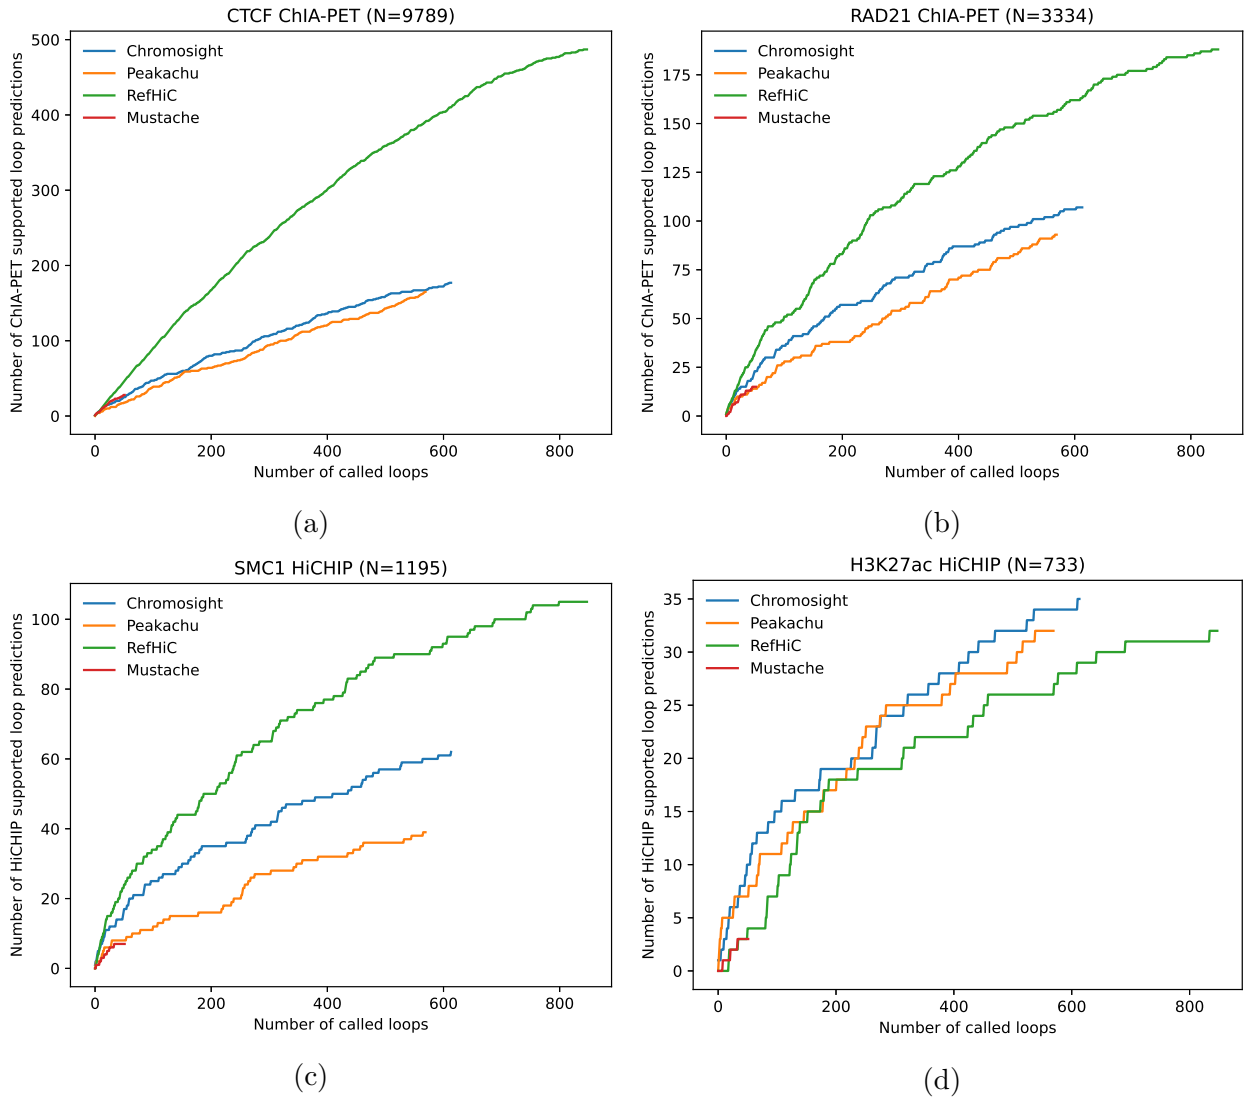 CTCF ChIA-PET (N=9789)
Number of ChIA-PET supported loop predictions
500
400
300
200
100
0
Chromosight
Peakachu
RefHiC
Mustache
0 200 400 600 800
Number of called loops
(a)
RAD21 ChIA-PET (N=3334)
Number of ChIA-PET supported loop predictions
175
150
125
100
75
50
25
0
Chromosight
Peakachu
RefHiC
Mustache
0 200 400 600 800
Number of called loops
(b)
SMC1 HiCHIP (N=1195)
Number of HiCHIP supported loop predictions
100
80
60
40
20
0
Chromosight
Peakachu
RefHiC
Mustache
0 200 400 600 800
Number of called loops
(c)
H3K27ac HiCHIP (N=733)
Number of HiCHIP supported loop predictions
35
30
25
20
15
10
5
0
Chromosight
Peakachu
RefHiC
Mustache
0 200 400 600 800
Number of called loops
(d)